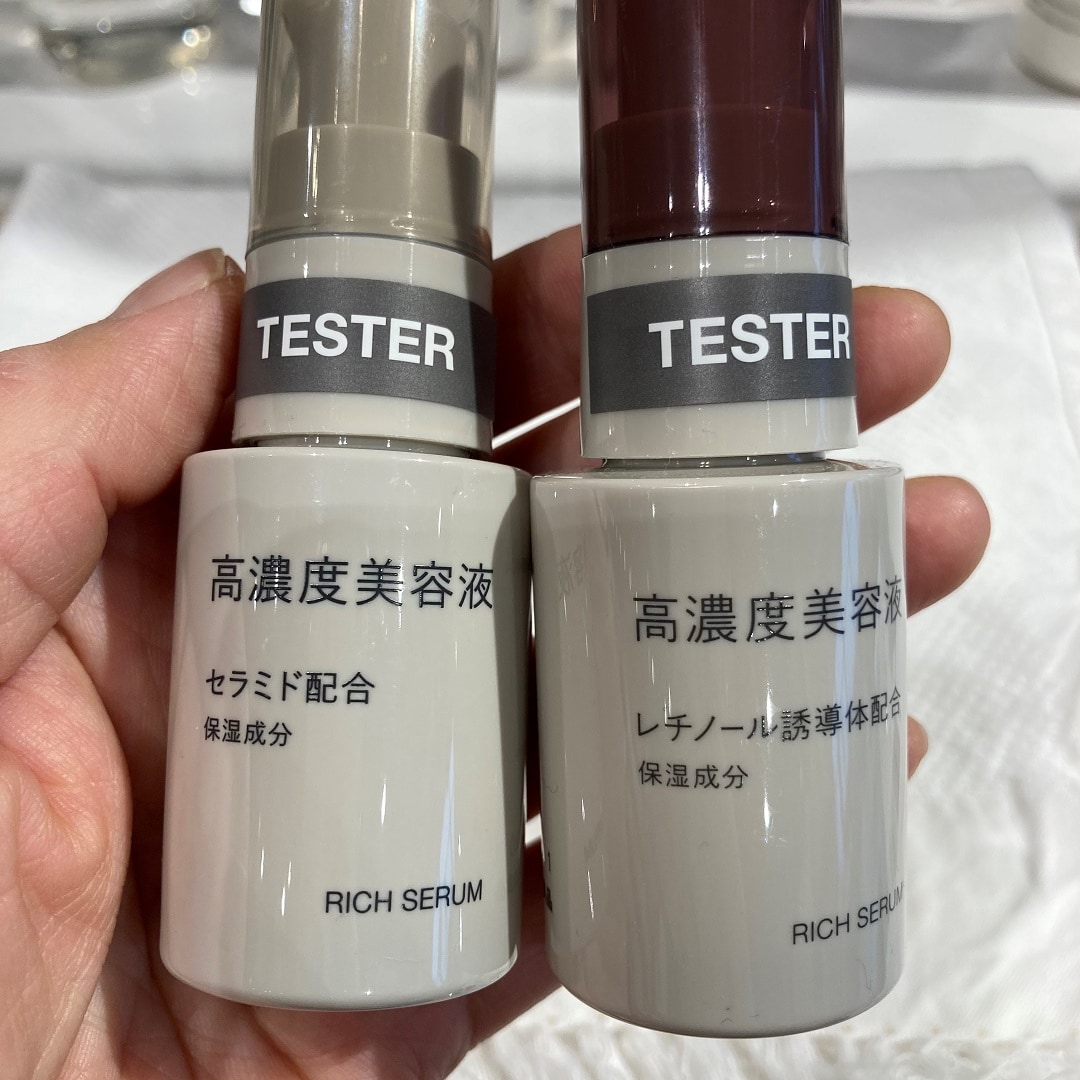 TESTER
高濃度美容液
セラミド配合
保湿成分
RICH SERUM
TESTER
高濃度美容液
レチノール誘導体配合
保湿成分
RICH SERUM